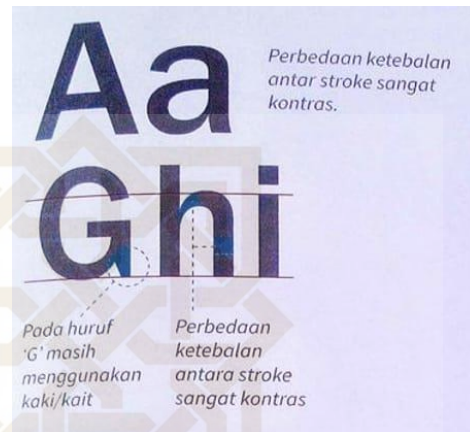 Aa
Perbedaan ketebalan
antar stroke sangat
kontras.
Ghi
Pada huruf
‘G’ masih
menggunakan
kaki/kait
Perbedaan
ketebalan
antara stroke
sangat kontras